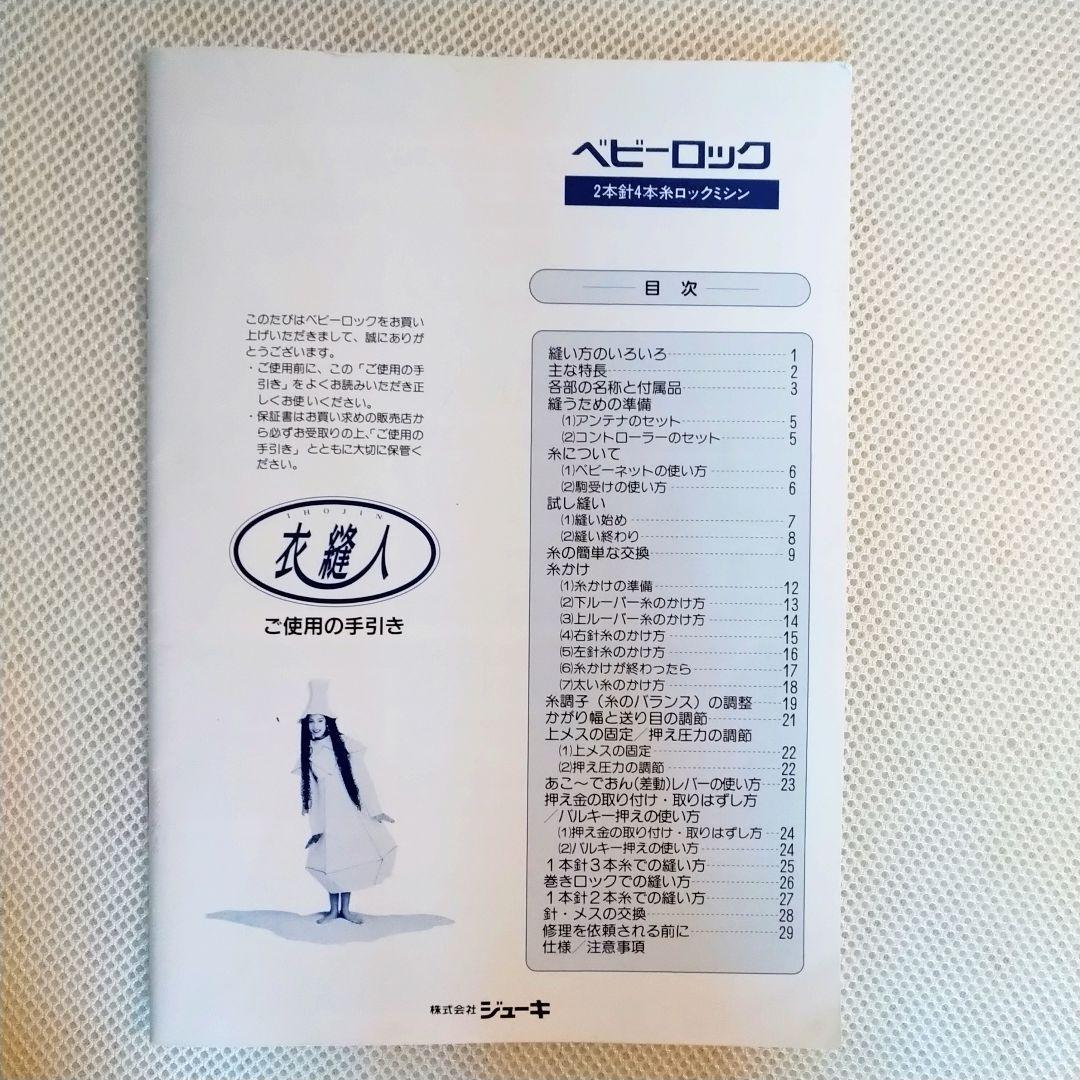 ベビーロック
2本針4本糸ロックミシン
このたびはベビーロックをお買い
上げいただきまして、誠にありが
とうございます。
・ご使用前に、この「ご使用の手
引き」をよくお読みいただき正
しくお使いください。
・保証書はお買い求めの販売店か
ら必ずお受取りの上、「ご使用の
手引き」とともに大切に保管く
ださい。
IHOJIN
衣縫人
ご使用の手引き
目次
縫い方のいろいろ 1
主な特長 2
各部の名称と付属品 3
縫うための準備
(1)アンテナのセット 5
(2)コントローラーのセット 5
糸について
(1)ベビーネットの使い方 6
(2)駒受けの使い方 6
試し縫い
(1)縫い始め 7
(2)縫い終わり 8
糸の簡単な交換 9
糸かけ
(1)糸かけの準備 12
(2)下ルーパー糸のかけ方 13
(3)上ルーパー糸のかけ方 14
(4)右針糸のかけ方 15
(5)左針糸のかけ方 16
(6)糸かけが終わったら 17
(7)太い糸のかけ方 18
糸調子（糸のバランス）の調整 19
かがり幅と送り目の調節 21
上メスの固定／押え圧力の調節
(1)上メスの固定 22
(2)押え圧力の調節 22
あこ〜でおん(差動)レバーの使い方 23
押え金の取り付け・取りはずし方
／バルキー押えの使い方
(1)押え金の取り付け・取りはずし方 24
(2)バルキー押えの使い方 24
1本針3本糸での縫い方 25
巻きロックでの縫い方 26
1本針2本糸での縫い方 27
針・メスの交換 28
修理を依頼される前に 29
仕様／注意事項
株式会社ジューキ